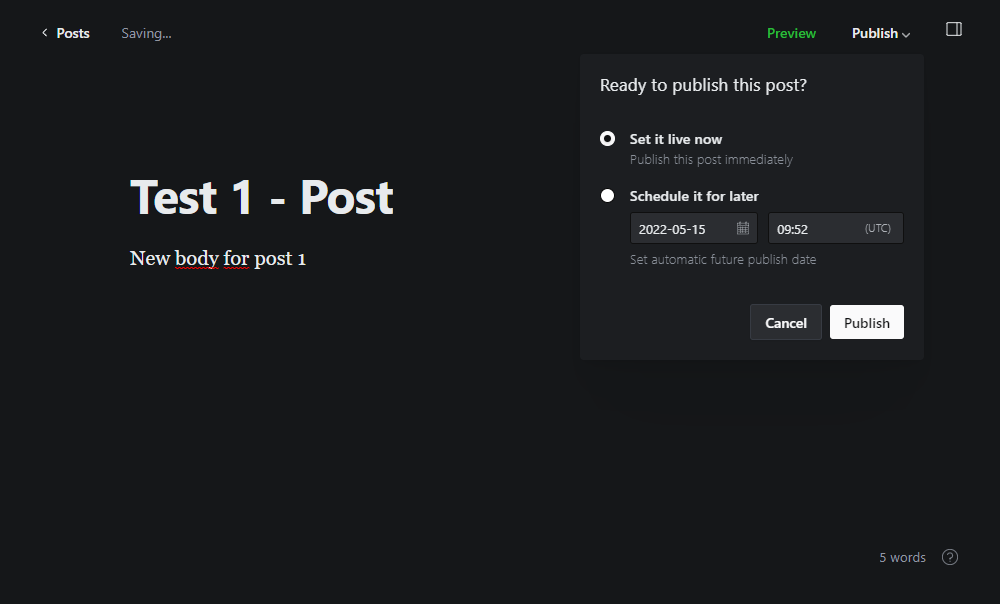 Posts
Saving...
Preview
Publish
Ready to publish this post?
Set it live now
Publish this post immediately
Schedule it for later
2022-05-15
09:52
(UTC)
Set automatic future publish date
Cancel
Publish
Test 1 - Post
New body for post 1
5 words
?